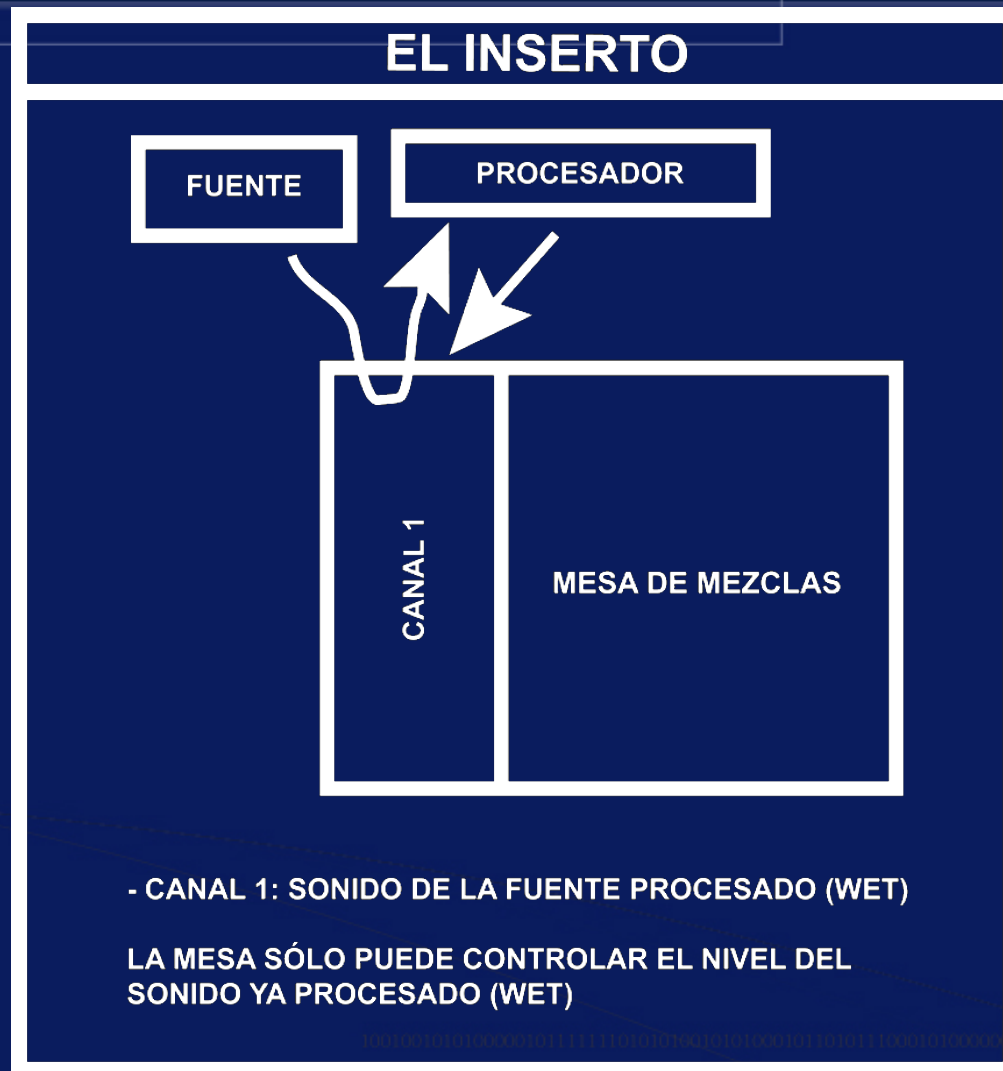 EL INSERTO
FUENTE
PROCESADOR
CANAL 1
MESA DE MEZCLAS
- CANAL 1: SONIDO DE LA FUENTE PROCESADO (WET)
LA MESA SÓLO PUEDE CONTROLAR EL NIVEL DEL
SONIDO YA PROCESADO (WET)